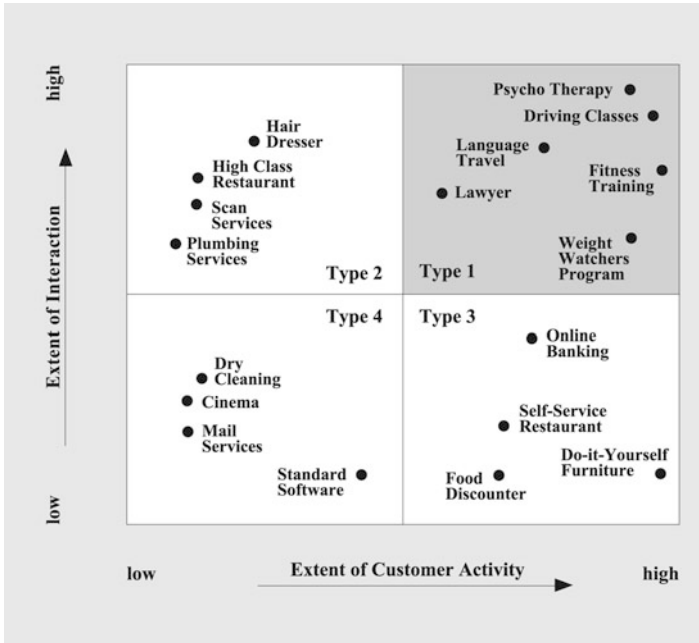 high
Psycho Therapy
Driving Classes
Hair
Dresser
Language
Travel
High Class
Restaurant
Fitness
Training
Lawyer
Scan
Services
Plumbing
Services
Weight
Watchers
Program
Type 2
Type 1
Extent of Interaction
Type 4
Type 3
Online
Banking
Dry
Cleaning
Cinema
Mail
Services
Self-Service
Restaurant
Standard
Software
Food
Discounter
Do-it-Yourself
Furniture
low
low
Extent of Customer Activity
high